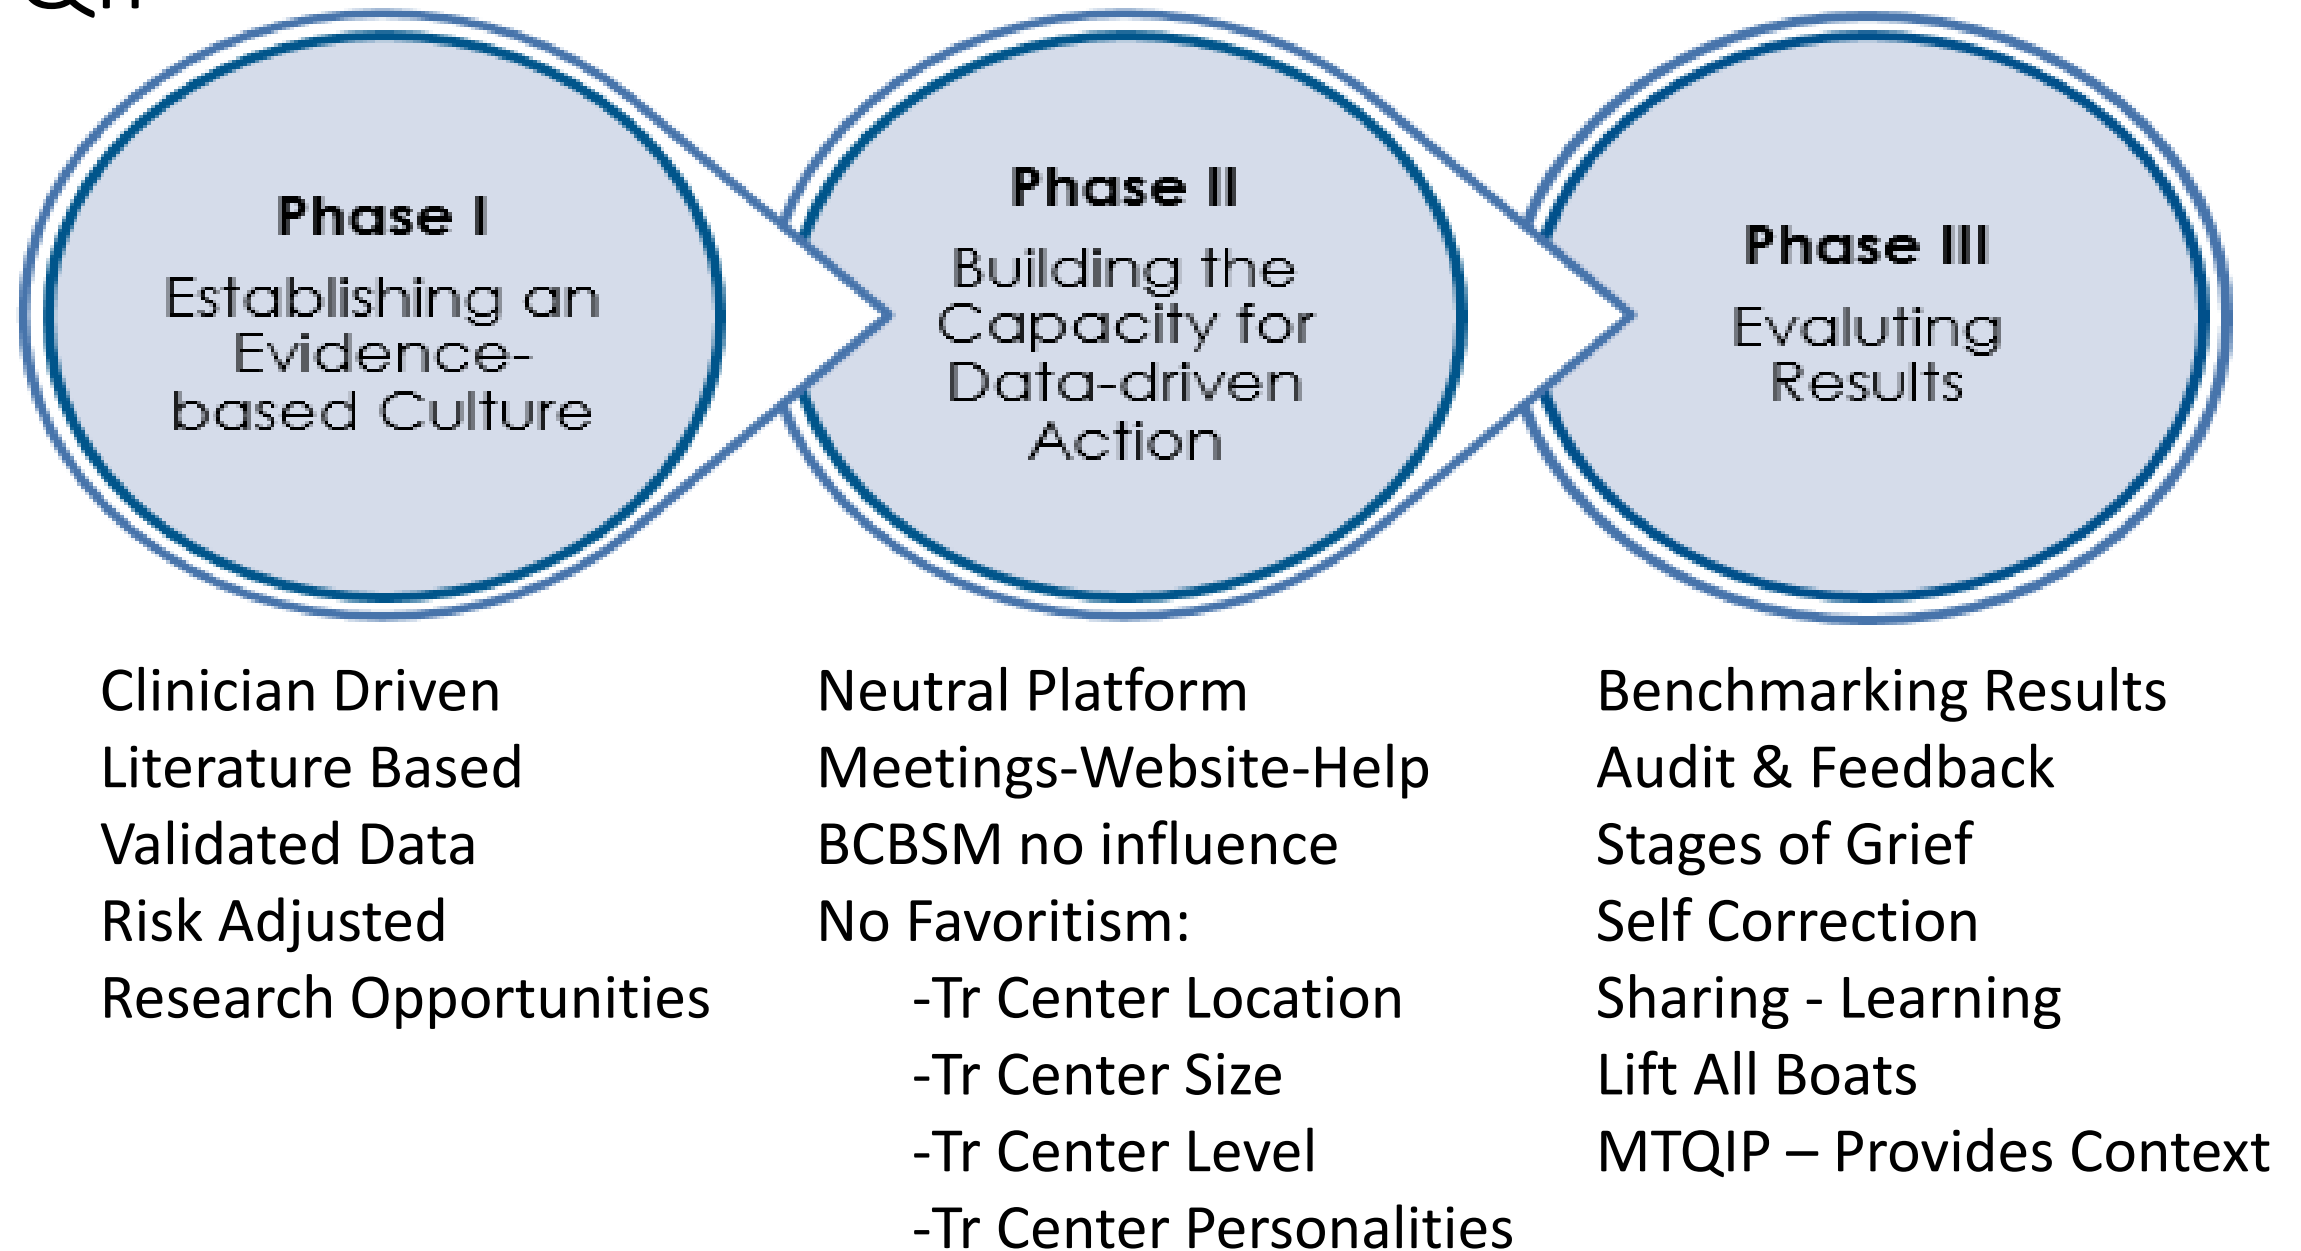 Phase I
Establishing an
Evidence-
based Culture
Phase II
Building the
Capacity for
Data-driven
Action
Phase III
Evaluting
Results
Clinician Driven
Literature Based
Validated Data
Risk Adjusted
Research Opportunities
Neutral Platform
Meetings-Website-Help
BCBSM no influence
No Favoritism:
-Tr Center Location
-Tr Center Size
-Tr Center Level
-Tr Center Personalities
Benchmarking Results
Audit & Feedback
Stages of Grief
Self Correction
Sharing - Learning
Lift All Boats
MTQIP – Provides Context